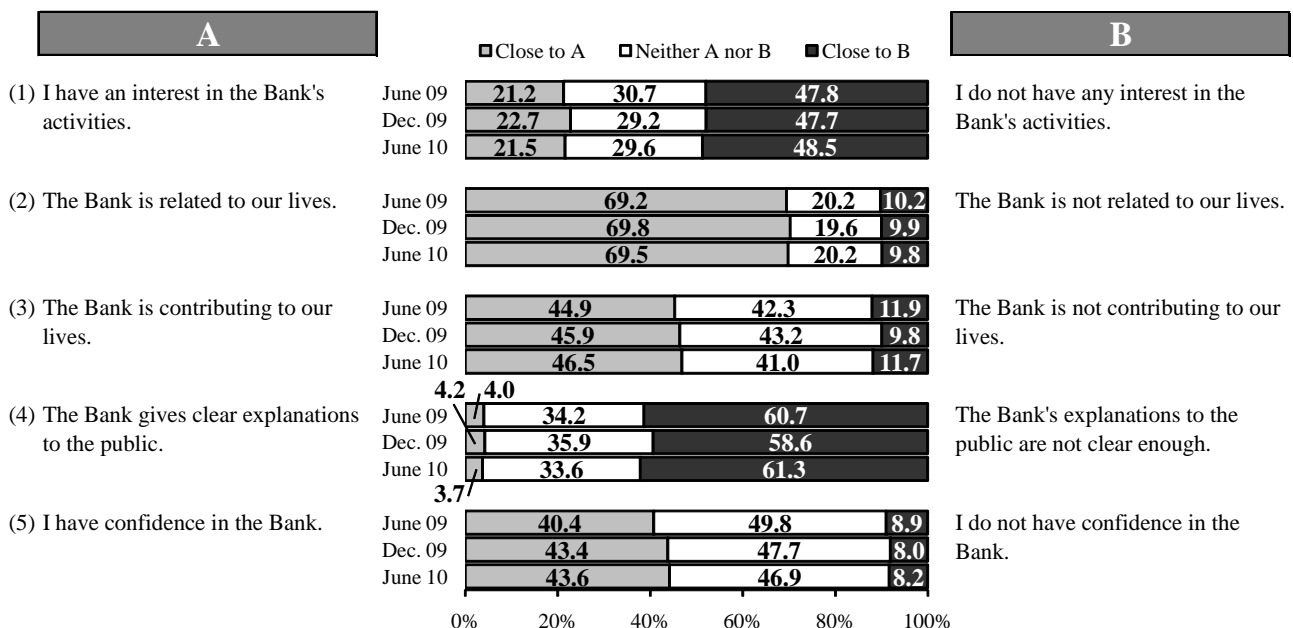 A
Close to A Neither A nor B Close to B
B
(1) I have an interest in the Bank's
activities.
June 09 21.2 30.7 47.8
Dec. 09 22.7 29.2 47.7
June 10 21.5 29.6 48.5
I do not have any interest in the
Bank's activities.
(2) The Bank is related to our lives.
June 09 69.2 20.2 10.2
Dec. 09 69.8 19.6 9.9
June 10 69.5 20.2 9.8
The Bank is not related to our lives.
(3) The Bank is contributing to our
lives.
June 09 44.9 42.3 11.9
Dec. 09 45.9 43.2 9.8
June 10 46.5 41.0 11.7
The Bank is not contributing to our
lives.
(4) The Bank gives clear explanations
to the public.
4.2 4.0
June 09 34.2 60.7
Dec. 09 35.9 58.6
June 10 33.6 61.3
3.7
The Bank's explanations to the
public are not clear enough.
(5) I have confidence in the Bank.
June 09 40.4 49.8 8.9
Dec. 09 43.4 47.7 8.0
June 10 43.6 46.9 8.2
I do not have confidence in the
Bank.
0% 20% 40% 60% 80% 100%